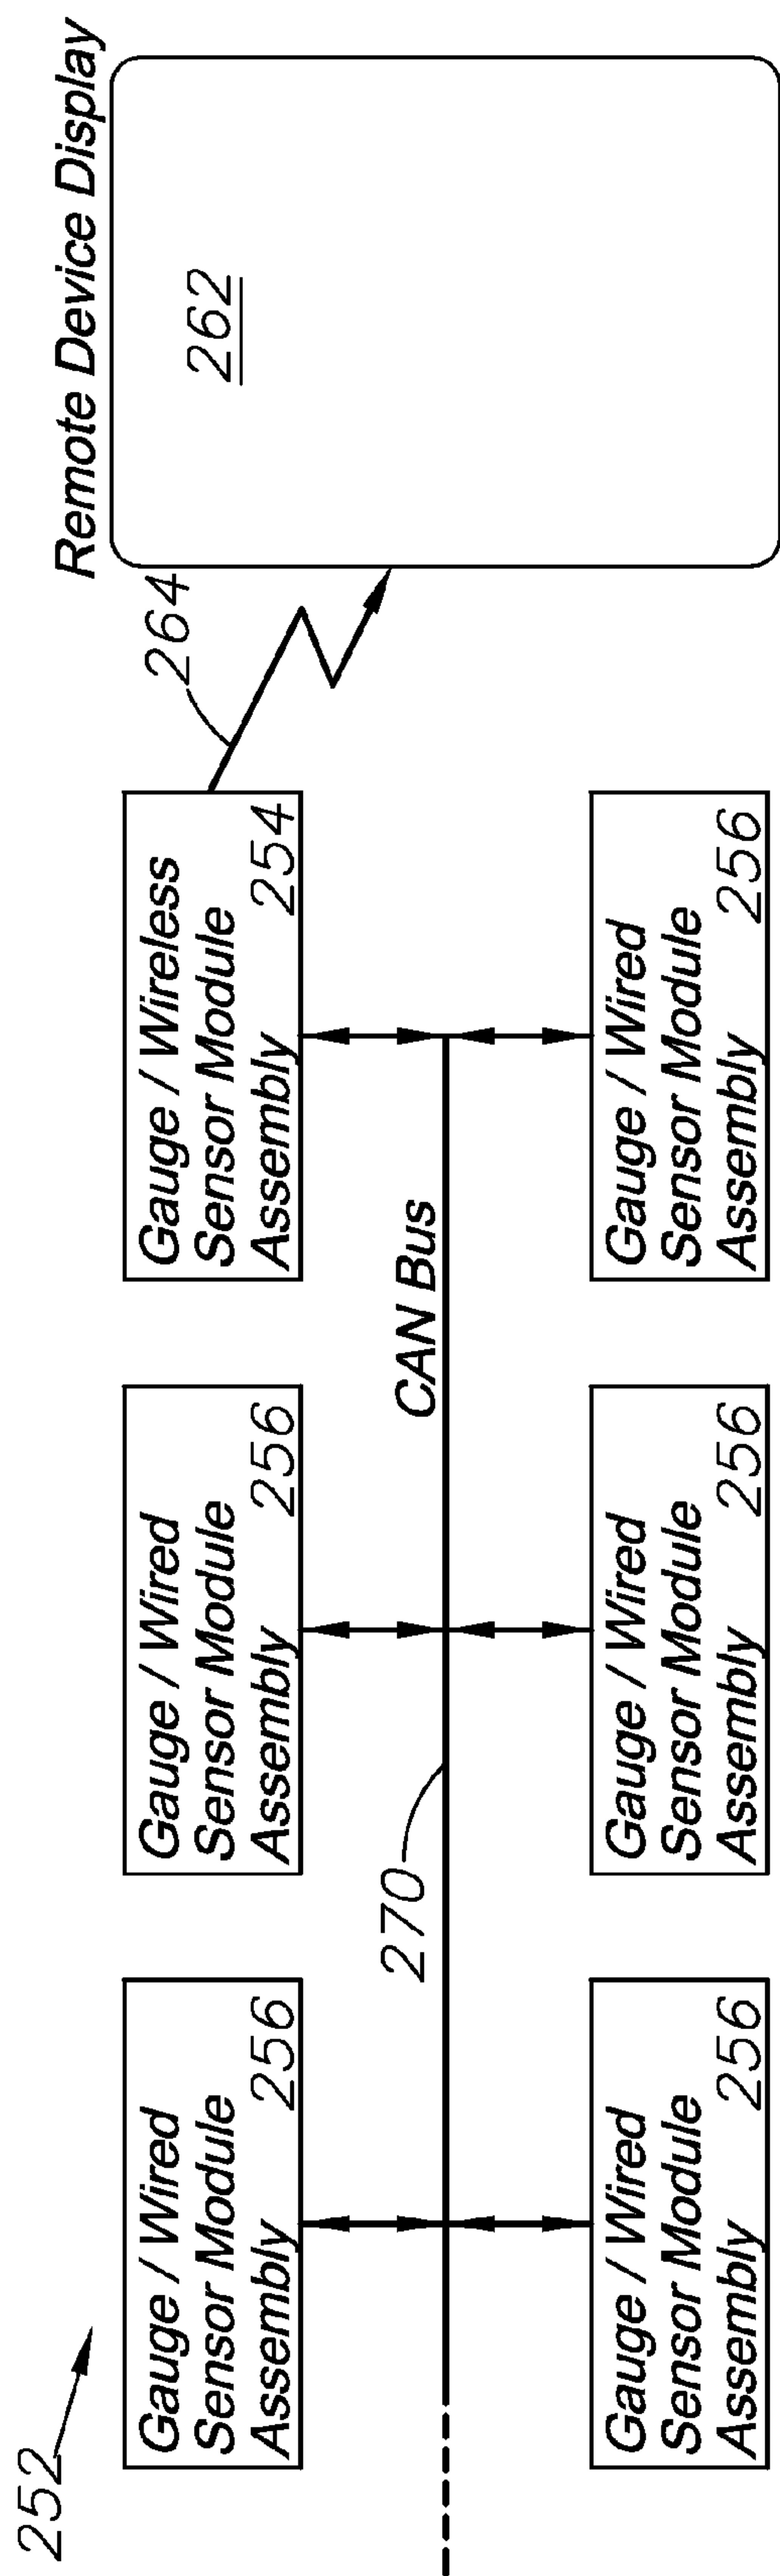 252
Gauge / Wired
Sensor Module
Assembly 256
Gauge / Wired
Sensor Module
Assembly 256
Gauge / Wireless
Sensor Module
Assembly 254
264
Remote Device Display
262
270
CAN Bus
Gauge / Wired
Sensor Module
Assembly 256
Gauge / Wired
Sensor Module
Assembly 256
Gauge / Wired
Sensor Module
Assembly 256